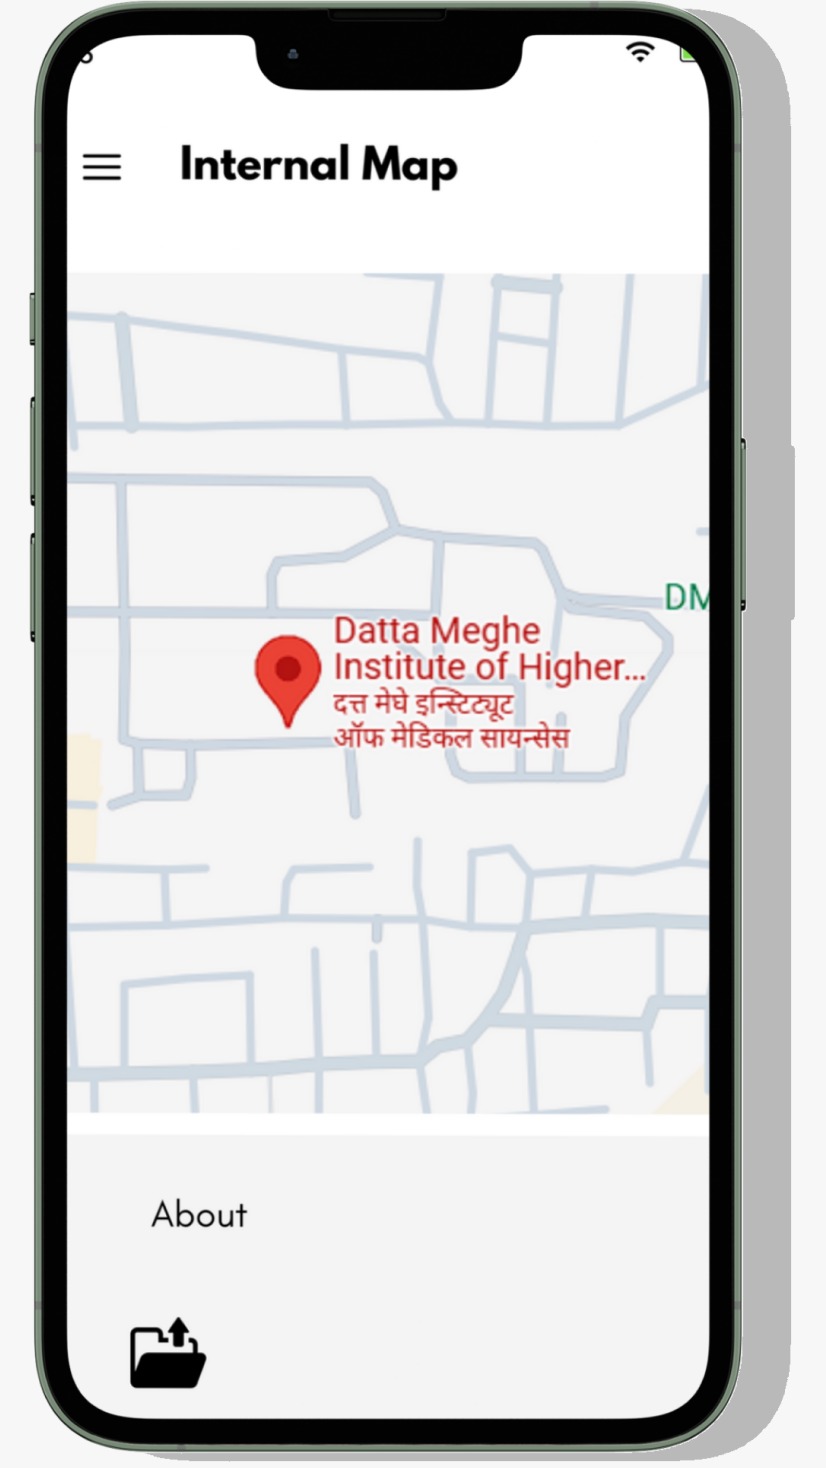 Internal Map
DM
Datta Meghe
Institute of Higher...
दत्त मेघे इन्स्टिट्यूट
ऑफ मेडिकल सायन्सेस
About